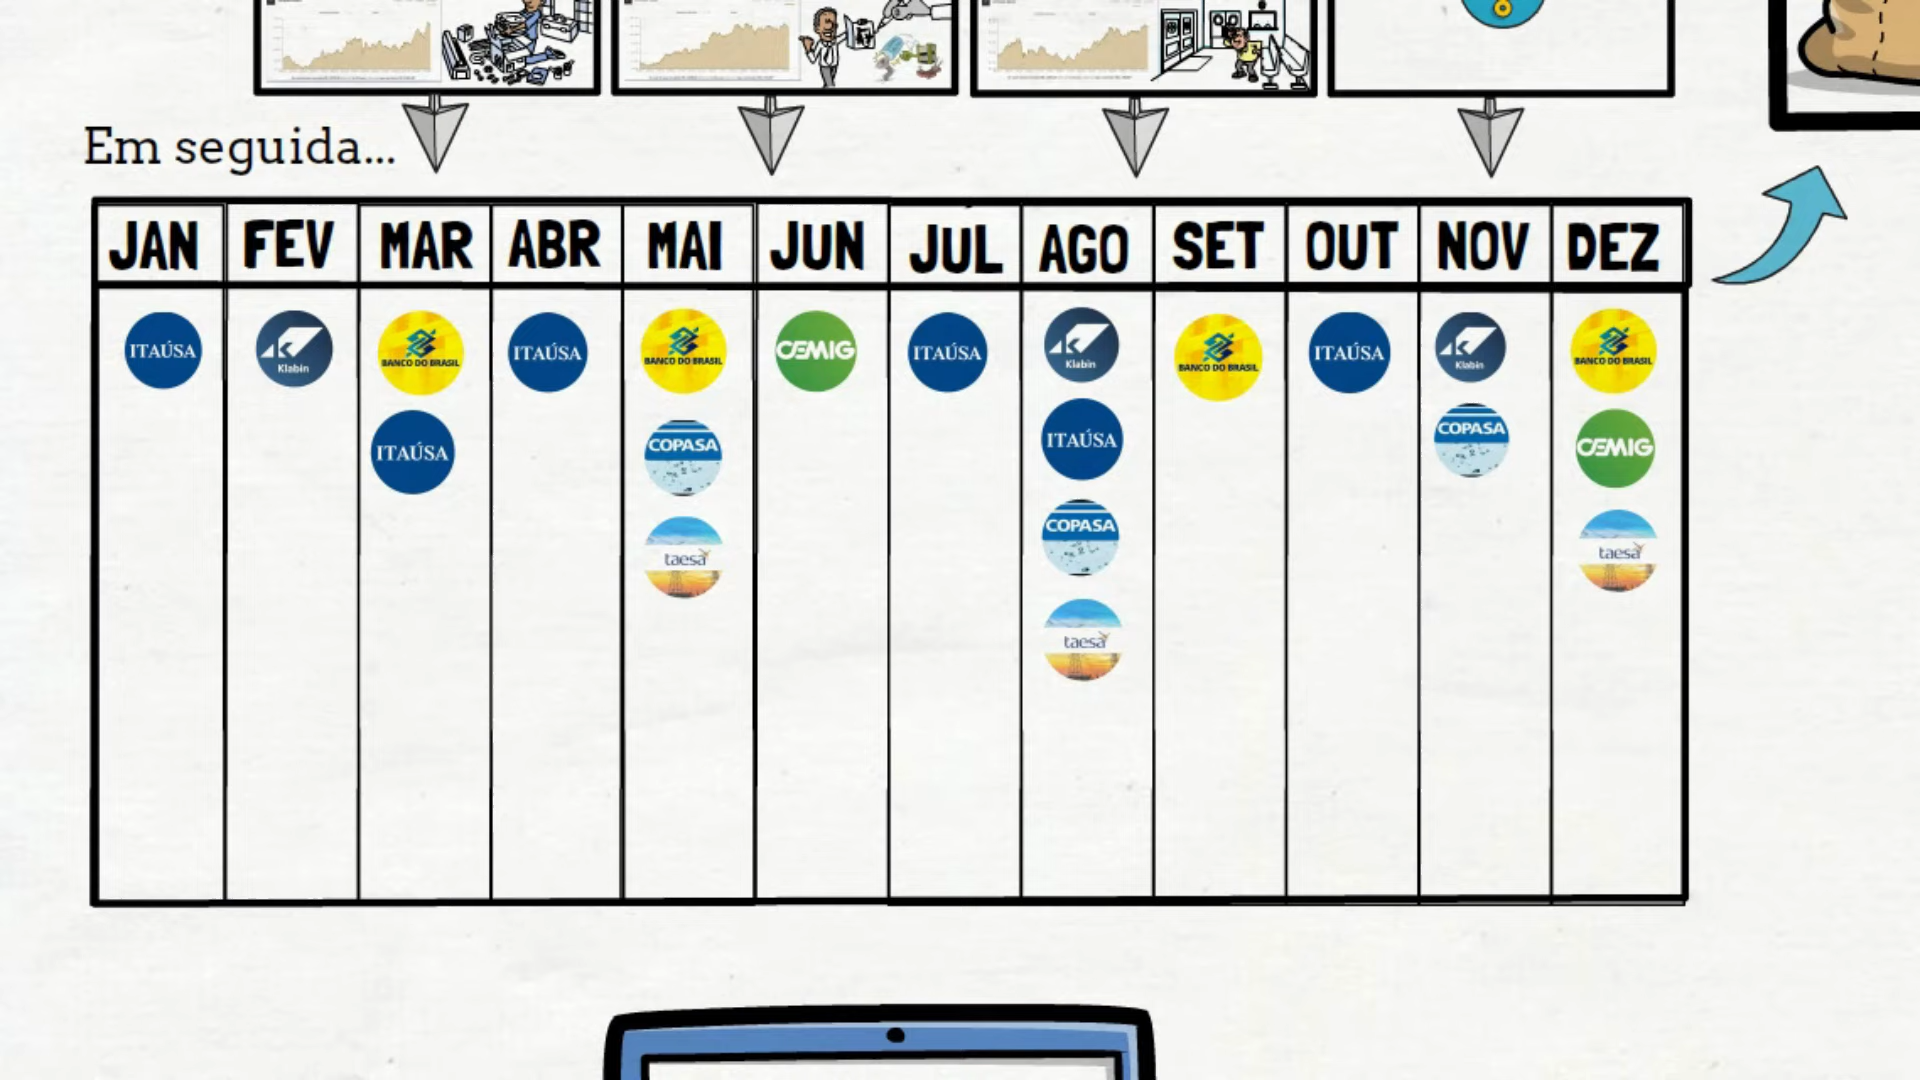 Em seguida...
JAN FEV MAR ABR MAI JUN JUL AGO SET OUT NOV DEZ
ITAÚSA Klabin BANCO DO BRASIL ITAÚSA BANCO DO BRASIL CEMIG ITAÚSA Klabin BANCO DO BRASIL ITAÚSA Klabin BANCO DO BRASIL
ITAÚSA COPASA ITAÚSA COPASA CEMIG
taesa COPASA taesa
taesa